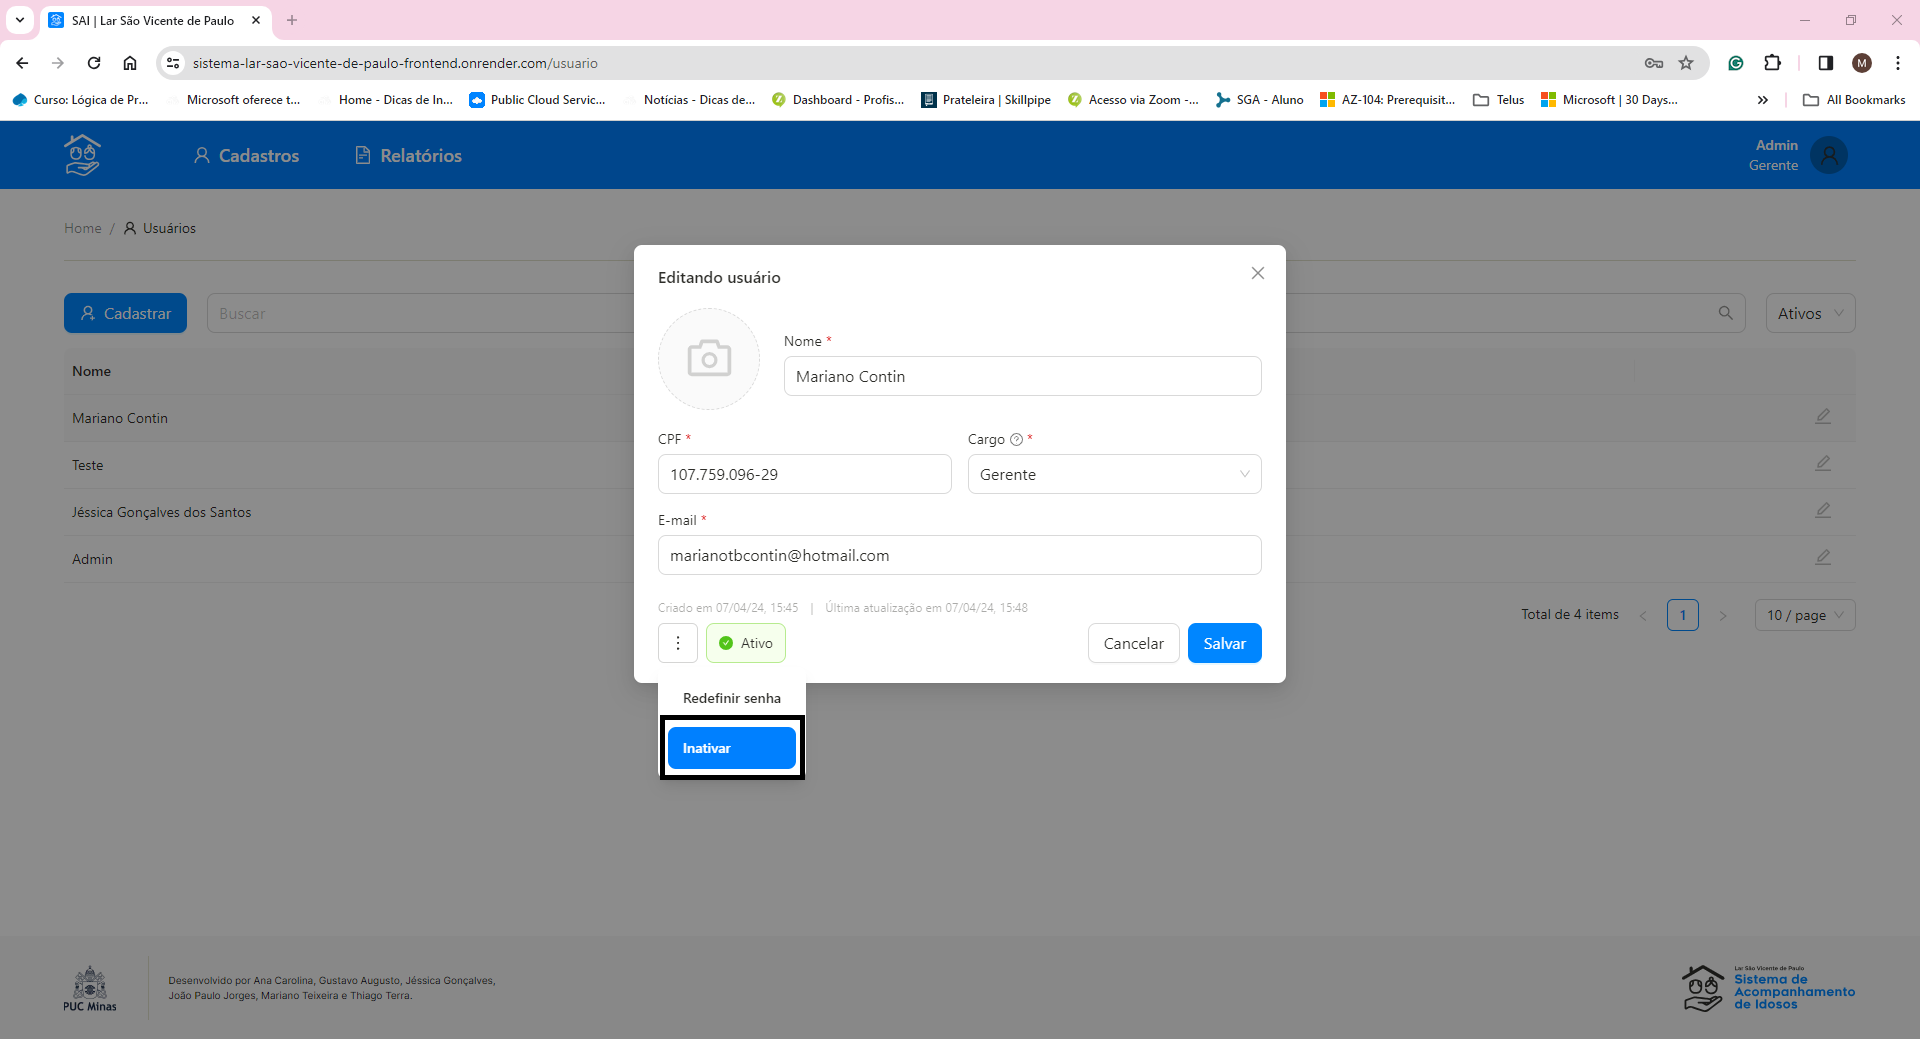 SAI | Lar São Vicente de Paulo
sistema-lar-sao-vicente-de-paulo-frontend.onrender.com/usuario
M
Curso: Lógica de Pr... Microsoft oferece t... Home - Dicas de In... Public Cloud Servic... Notícias - Dicas de... Dashboard - Profis... Prateleira | Skillpipe Acesso via Zoom -... SGA - Aluno AZ-104: Prerequisit... Telus Microsoft | 30 Days... » All Bookmarks
Cadastros Relatórios
Admin
Gerente
Home / Usuários
Cadastrar Buscar Ativos
Nome
Mariano Contin
Teste
Jéssica Gonçalves dos Santos
Admin
Total de 4 items < 1 > 10 / page
Editando usuário
Nome *
Mariano Contin
CPF * Cargo ? *
107.759.096-29 Gerente
E-mail *
marianotbcontin@hotmail.com
Criado em 07/04/24, 15:45 | Última atualização em 07/04/24, 15:48
Ativo Cancelar Salvar
Redefinir senha
Inativar
PUC Minas
Desenvolvido por Ana Carolina, Gustavo Augusto, Jéssica Gonçalves,
João Paulo Jorges, Mariano Teixeira e Thiago Terra.
Lar São Vicente de Paulo
Sistema de
Acompanhamento
de Idosos